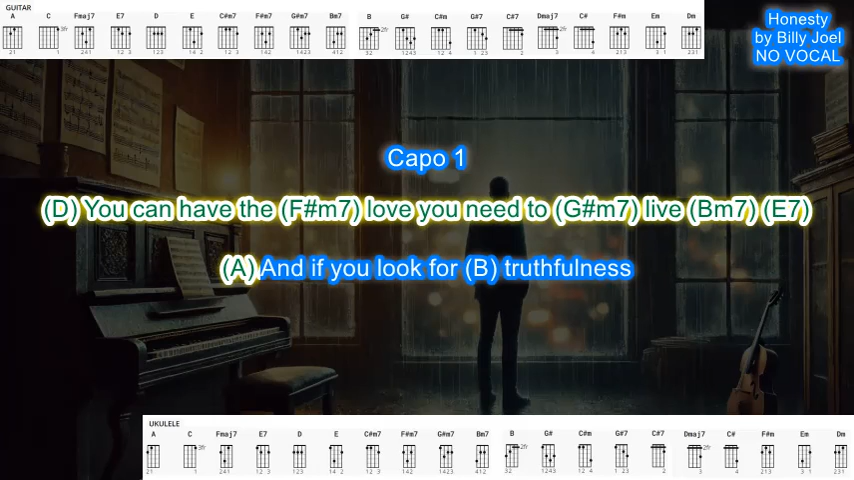 GUITAR
A C Fmaj7 E7 D E C#m7 F#m7 G#m7 Bm7 B G# C#m G#7 C#7 Dmaj7 C# F#m Em Dm
Honesty
by Billy Joel
NO VOCAL
Capo 1
(D) You can have the (F#m7) love you need to (G#m7) live (Bm7) (E7)
(A) And if you look for (B) truthfulness
UKULELE
A C Fmaj7 E7 D E C#m7 F#m7 G#m7 Bm7 B G# C#m G#7 C#7 Dmaj7 C# F#m Em Dm